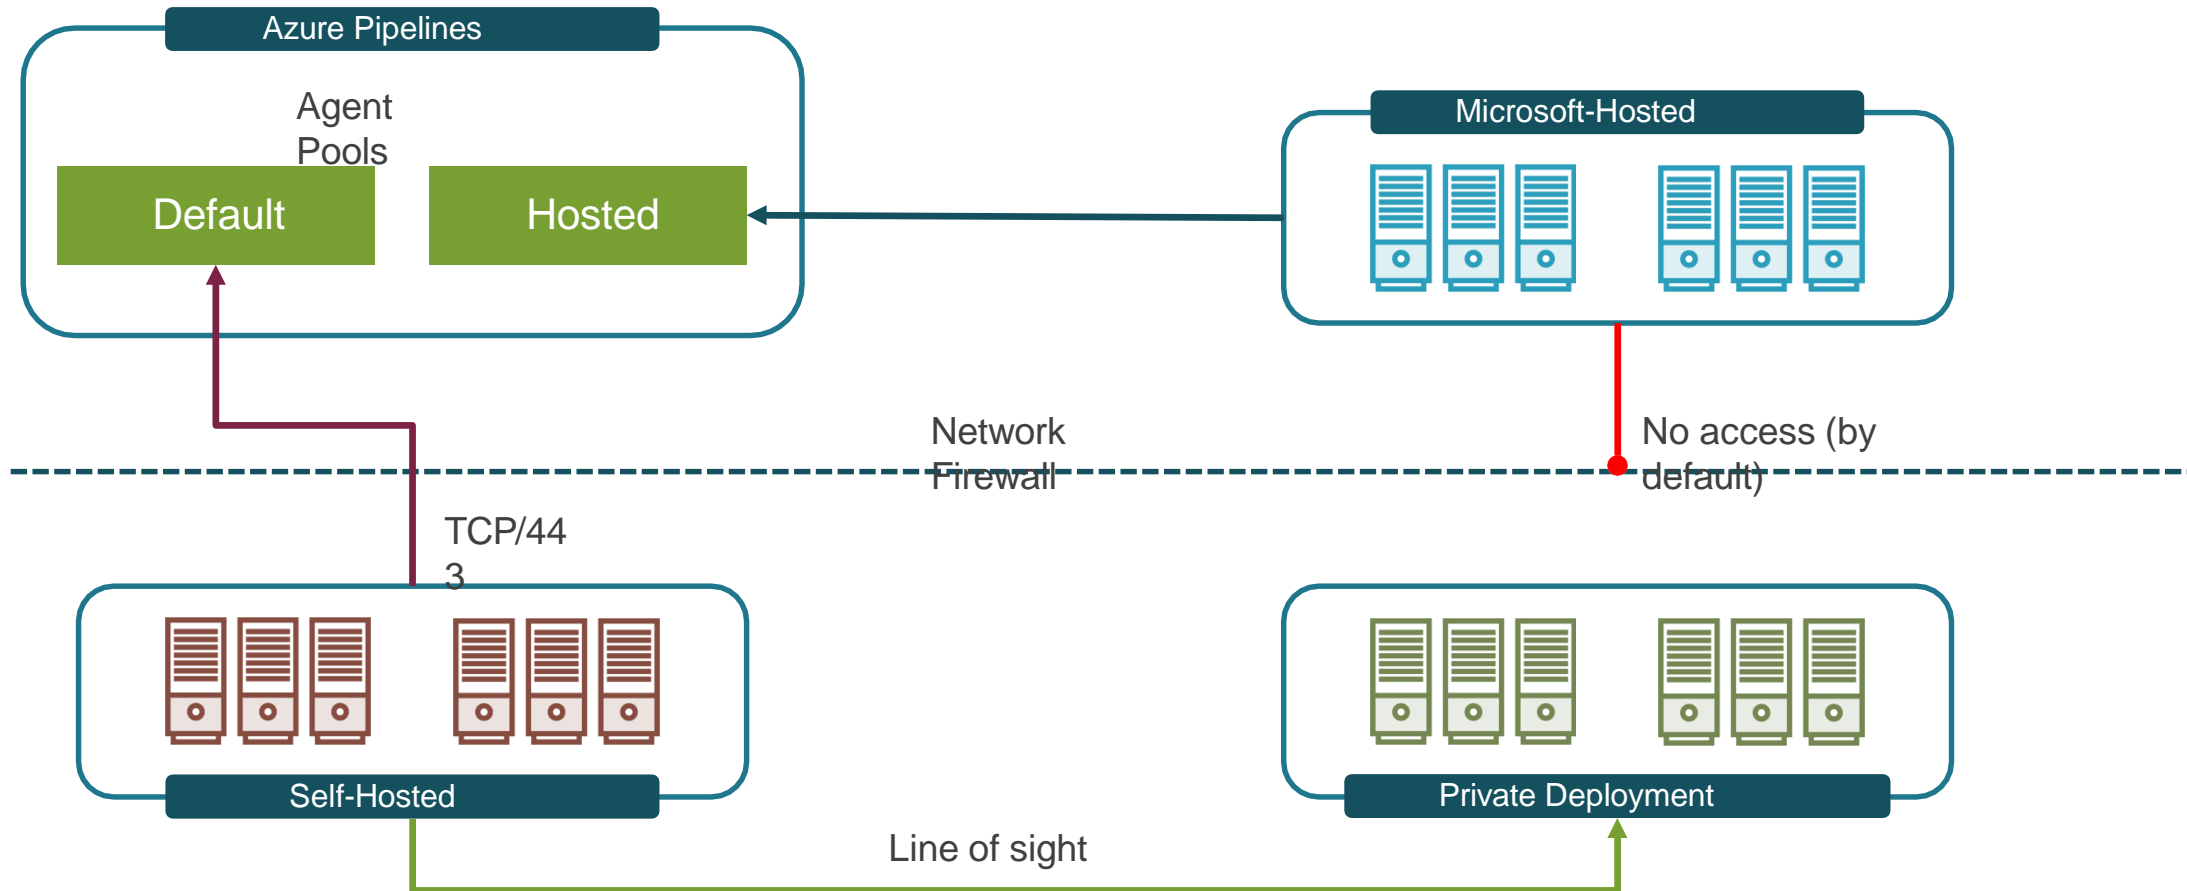 Azure Pipelines
Agent
Pools
Default
Hosted
Microsoft-Hosted
Network
Firewall
No access (by
default)
TCP/44
3
Self-Hosted
Private Deployment
Line of sight